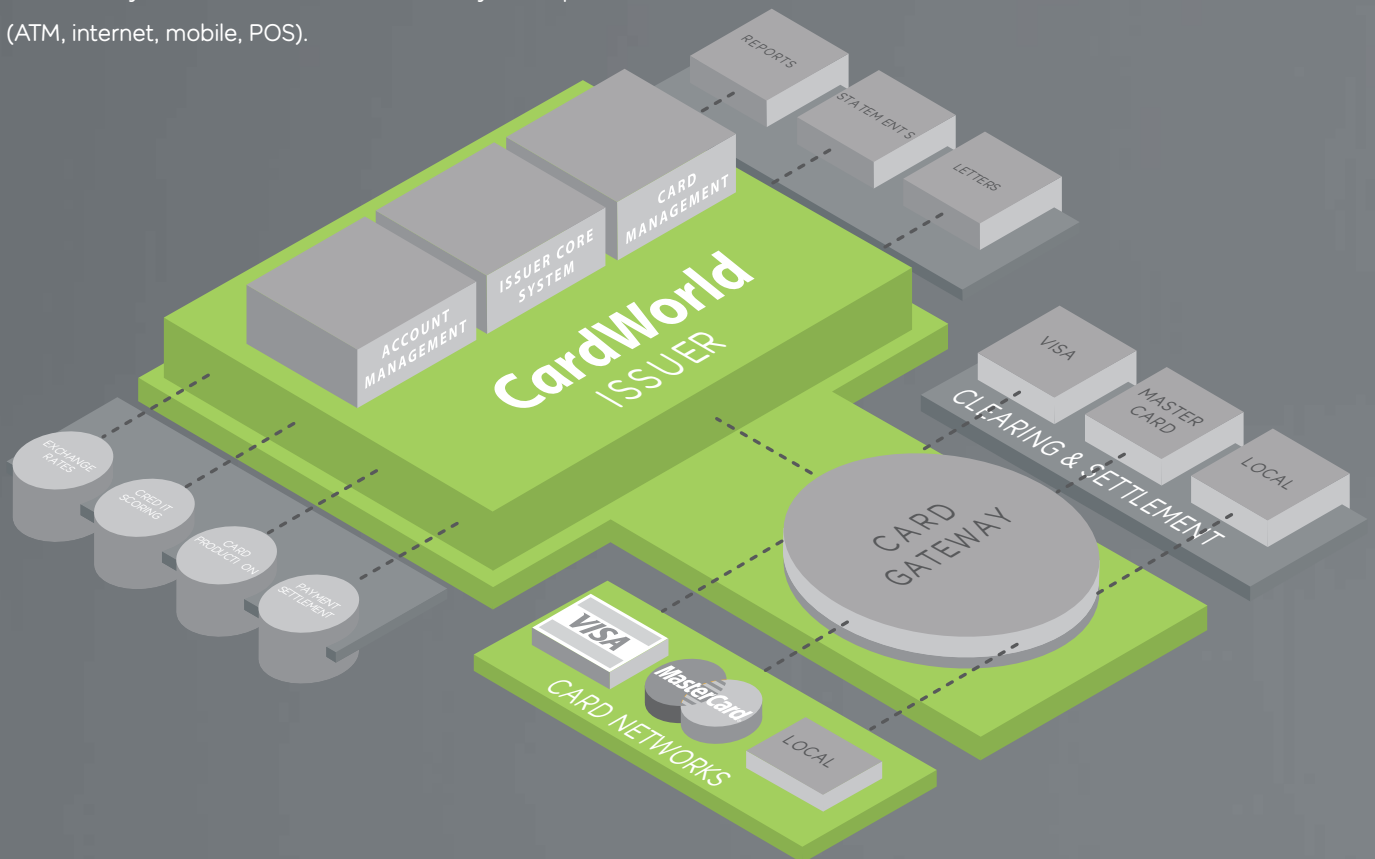 (ATM, internet, mobile, POS).
REPORTS
STATEMENTS
LETTERS
CARD
MANAGEMENT
ISSUER CORE
SYSTEM
ACCOUNT
MANAGEMENT
CardWorld
ISSUER
VISA
MASTER
CARD
LOCAL
CLEARING & SETTLEMENT
EXCHANGE
RATES
CREDIT
SCORING
CARD
PRODUCTION
PAYMENT
SETTLEMENT
CARD
GATEWAY
VISA
MasterCard
LOCAL
CARD NETWORKS